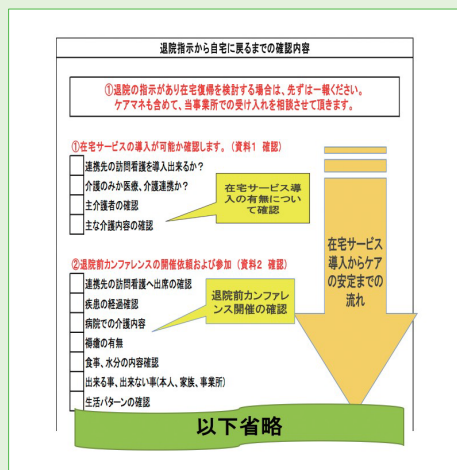 退院指示から自宅に戻るまでの確認内容
①退院の指示があり在宅復帰を検討する場合は、先ずは一報ください。
ケアマネも含めて、当事業所での受け入れを相談させて頂きます。
①在宅サービスの導入が可能か確認します。(資料1 確認)
連携先の訪問看護を導入出来るか?
介護のみか医療、介護連携か?
主介護者の確認
主な介護内容の確認
在宅サービス導
入の有無につい
て確認
②退院前カンファレンスの開催依頼および参加 (資料2 確認)
連携先の訪問看護へ出席の確認
疾患の経過確認
病院での介護内容
褥瘡の有無
食事、水分の内容確認
出来る事、出来ない事(本人、家族、事業所)
生活パターンの確認
退院前カンファレ
ンス開催の確認
在宅サービス
導入からケア
の安定までの
流れ
以下省略